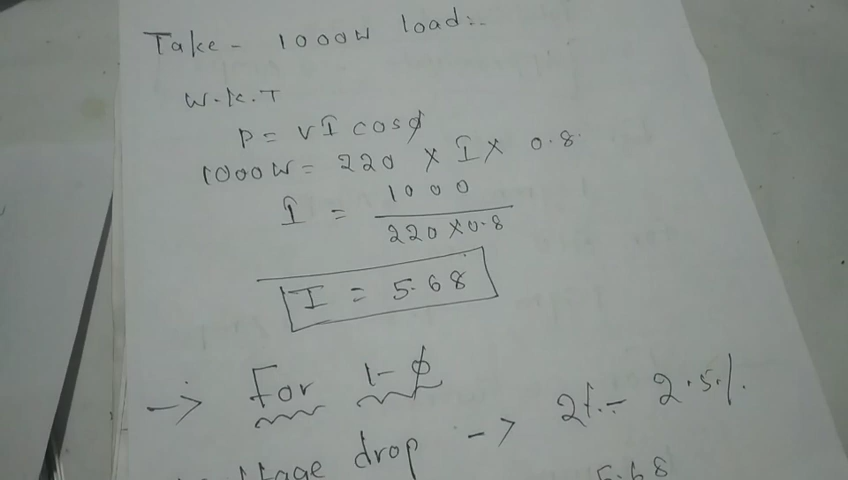 Take - 1000W load:-
W.K.T
P = VI cosϕ
1000W = 220 × I × 0.8
I = 1000
220×0.8
I = 5.68
→ For 1-ϕ
drop → 2%- 2.5%
5.68